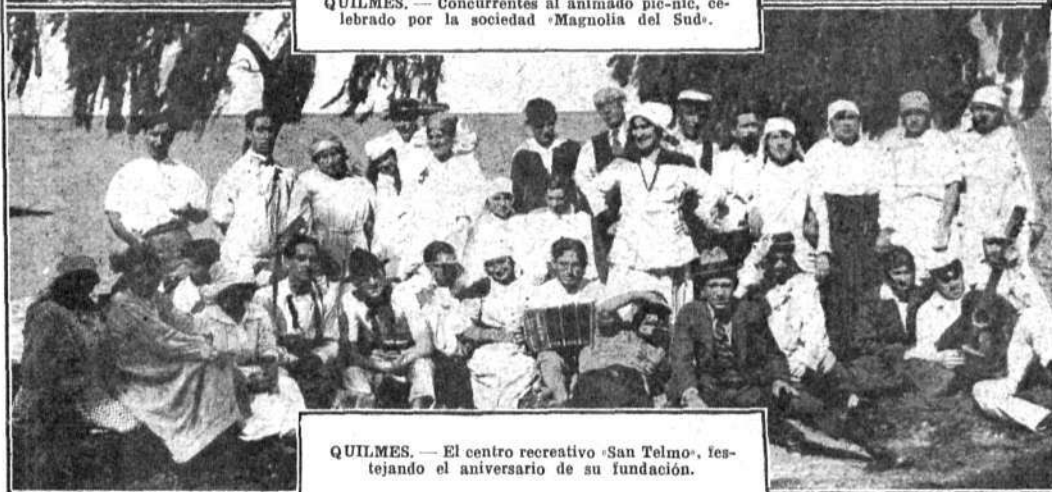 QUILMES. — Concurrentes al animado pic-nic, ce-
lebrado por la sociedad «Magnolia del Sud».
QUILMES. — El centro recreativo «San Telmo», fes-
tejando el aniversario de su fundación.